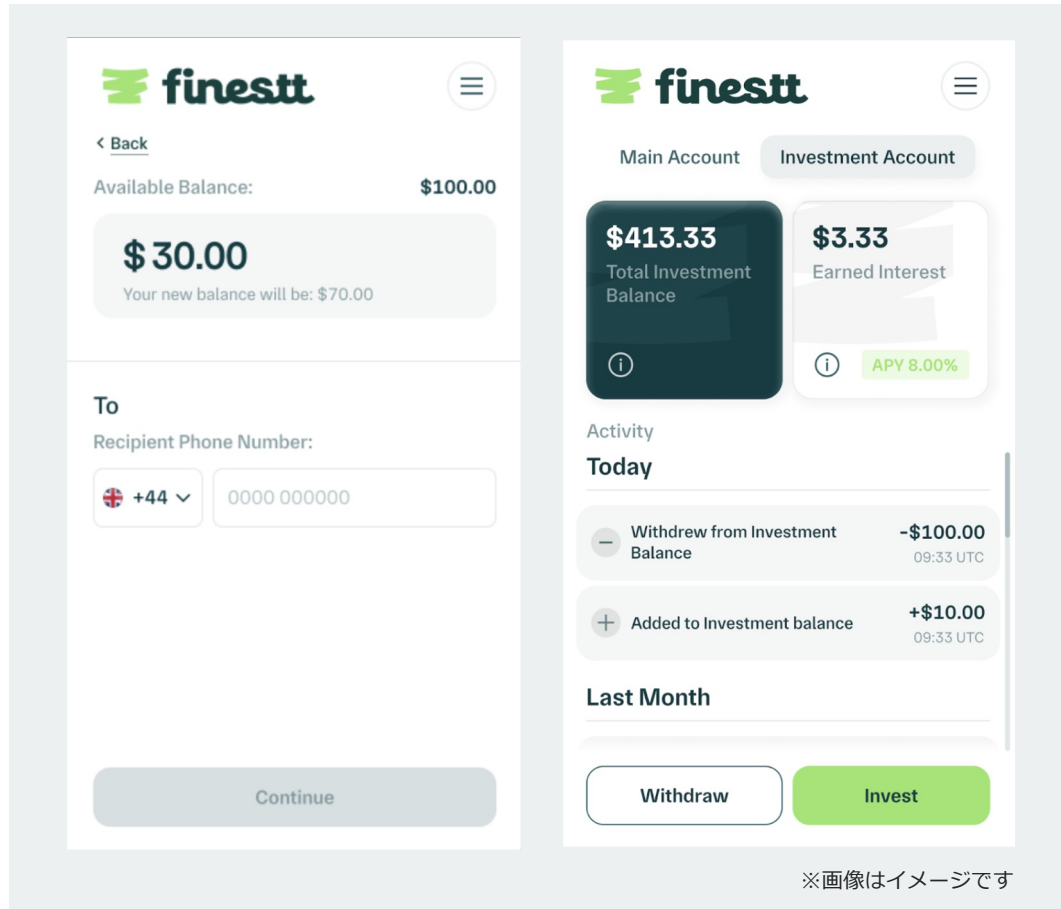 finestt
< Back
Available Balance: $100.00
$ 30.00
Your new balance will be: $70.00
To
Recipient Phone Number:
+44 0000 000000
Continue
finestt
Main Account Investment Account
$413.33
Total Investment
Balance
$3.33
Earned Interest
APY 8.00%
Activity
Today
Withdrew from Investment
Balance
-$100.00
09:33 UTC
Added to Investment balance
+$10.00
09:33 UTC
Last Month
Withdraw Invest
※画像はイメージです